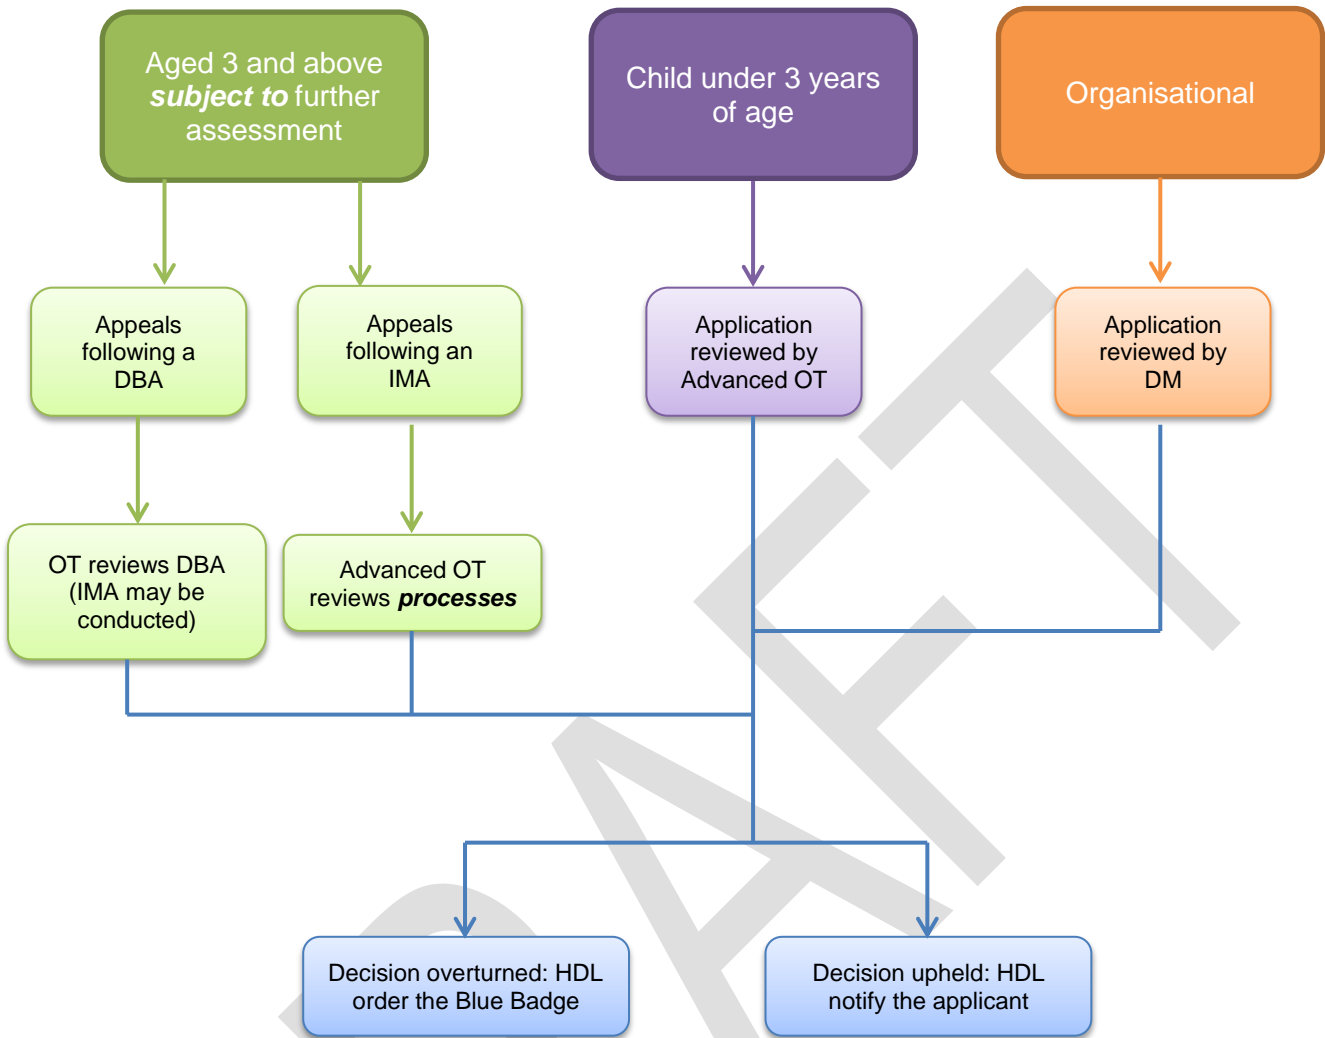 Aged 3 and above
subject to further
assessment
Child under 3 years
of age
Organisational
Appeals
following a
DBA
Appeals
following an
IMA
Application
reviewed by
Advanced OT
Application
reviewed by
DM
OT reviews DBA
(IMA may be
conducted)
Advanced OT
reviews processes
Decision overturned: HDL
order the Blue Badge
Decision upheld: HDL
notify the applicant
DRAFT